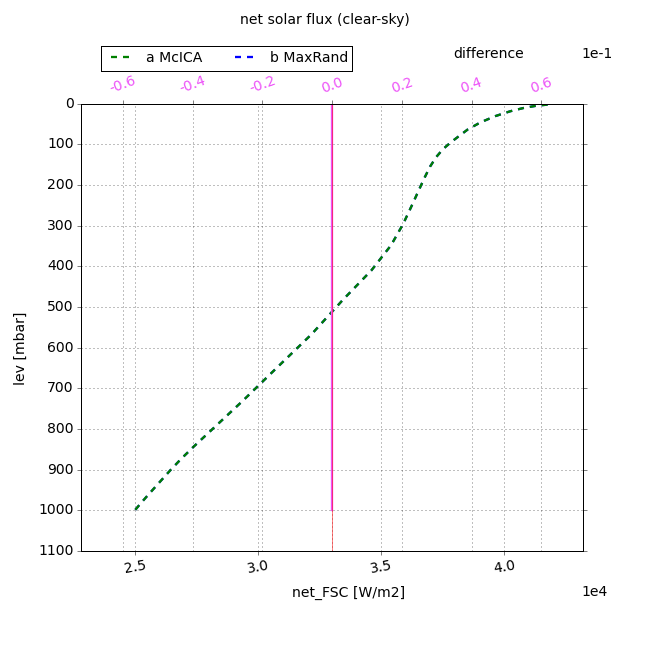 net solar flux (clear-sky)
a McICA b MaxRand difference 1e-1
-0.6 -0.4 -0.2 0.0 0.2 0.4 0.6
0
100
200
300
400
500
600
700
800
900
1000
1100
lev [mbar]
2.5 3.0 3.5 4.0
net_FSC [W/m2] 1e4